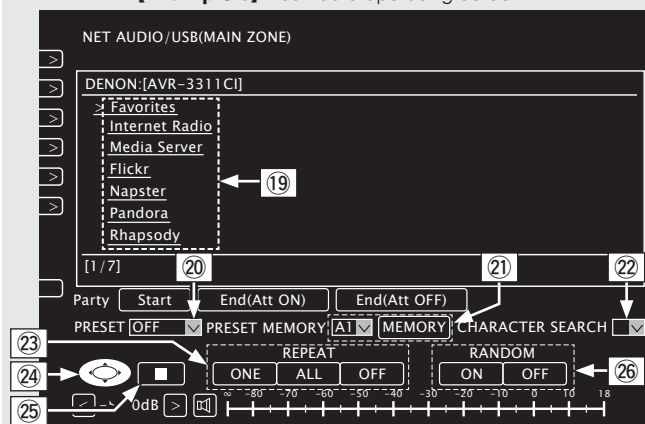 NET AUDIO/USB(MAIN ZONE)
>
>
>
>
>
>
DENON:[AVR-3311CI]
> Favorites
Internet Radio
Media Server
Flickr
Napster
Pandora
Rhapsody
⑲
[1/7]
⑳ ㉑ ㉒
Party Start End(Att ON) End(Att OFF)
PRESET OFF PRESET MEMORY A1 MEMORY CHARACTER SEARCH
㉓ REPEAT RANDOM
㉔ ONE ALL OFF ON OFF ㉖
㉕ < 0dB > ∞ -80 -70 -60 -50 -40 -30 -20 -10 0 10 18